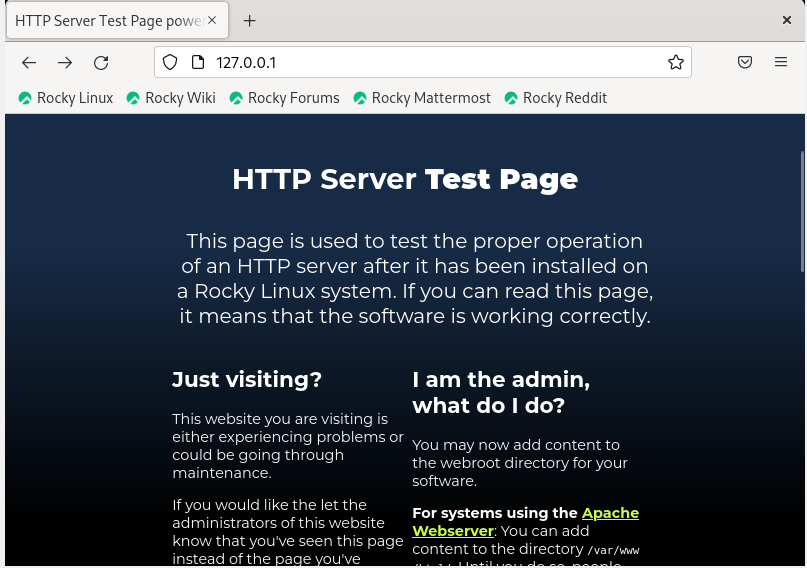 HTTP Server Test Page powe
127.0.0.1
Rocky Linux Rocky Wiki Rocky Forums Rocky Mattermost Rocky Reddit
HTTP Server Test Page
This page is used to test the proper operation
of an HTTP server after it has been installed on
a Rocky Linux system. If you can read this page,
it means that the software is working correctly.
Just visiting?
This website you are visiting is
either experiencing problems or
could be going through
maintenance.
If you would like the let the
administrators of this website
know that you've seen this page
instead of the page you've
I am the admin,
what do I do?
You may now add content to
the webroot directory for your
software.
For systems using the Apache
Webserver: You can add
content to the directory /var/www
Until you do so, people